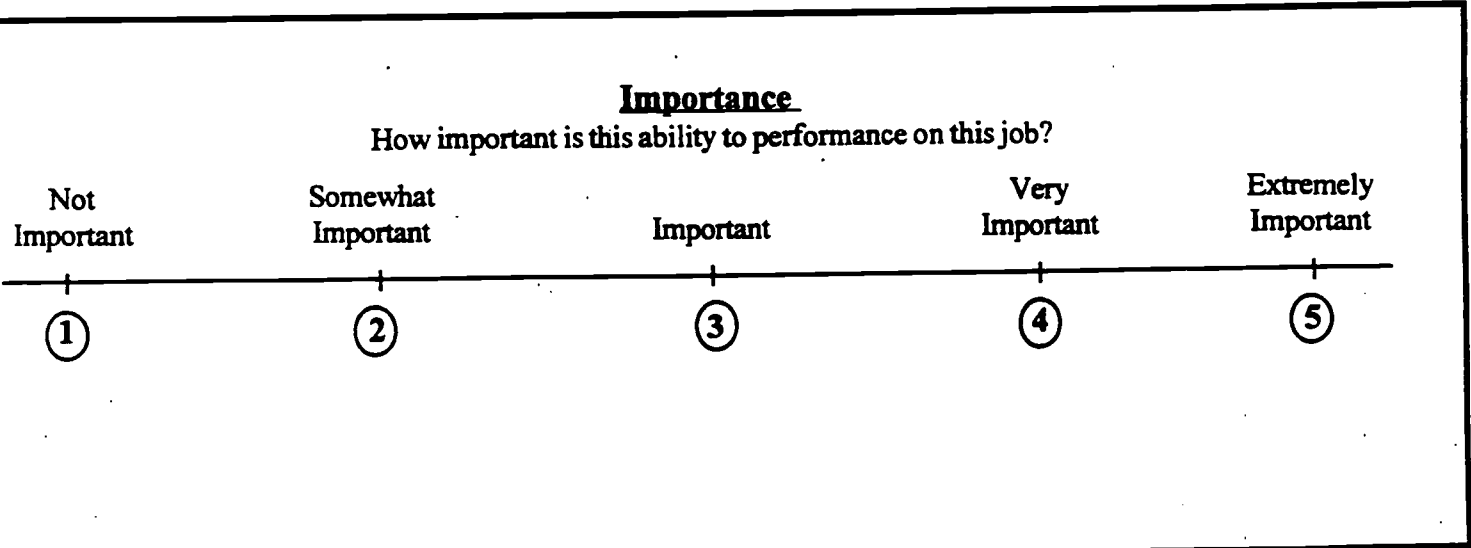 Importance
How important is this ability to performance on this job?
Not
Important
Somewhat
Important
Important
Very
Important
Extremely
Important
1
2
3
4
5